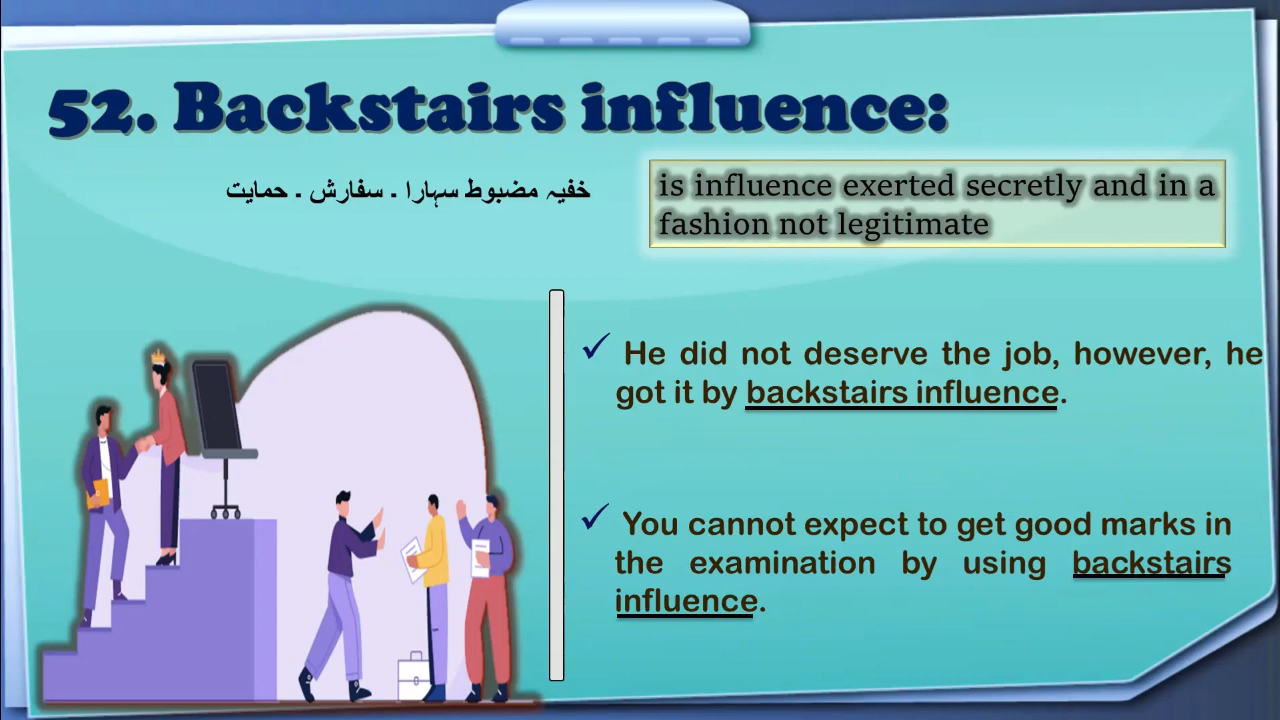 52. Backstairs influence:
خفیہ مضبوط سہارا ۔ سفارش ۔ حمایت
is influence exerted secretly and in a
fashion not legitimate
✓ He did not deserve the job, however, he
got it by backstairs influence.
✓ You cannot expect to get good marks in
the examination by using backstairs
influence.